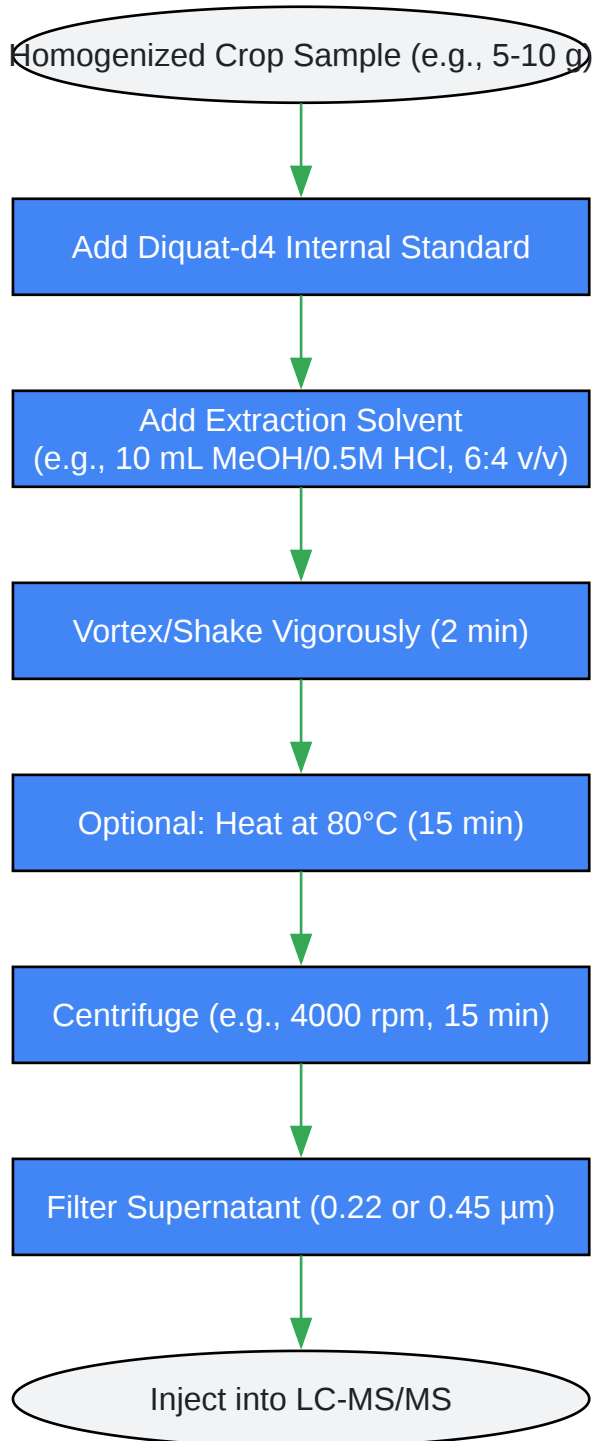 Homogenized Crop Sample (e.g., 5-10 g)
Add Diquat-d4 Internal Standard
Add Extraction Solvent
(e.g., 10 mL MeOH/0.5M HCl, 6:4 v/v)
Vortex/Shake Vigorously (2 min)
Optional: Heat at 80°C (15 min)
Centrifuge (e.g., 4000 rpm, 15 min)
Filter Supernatant (0.22 or 0.45 µm)
Inject into LC-MS/MS